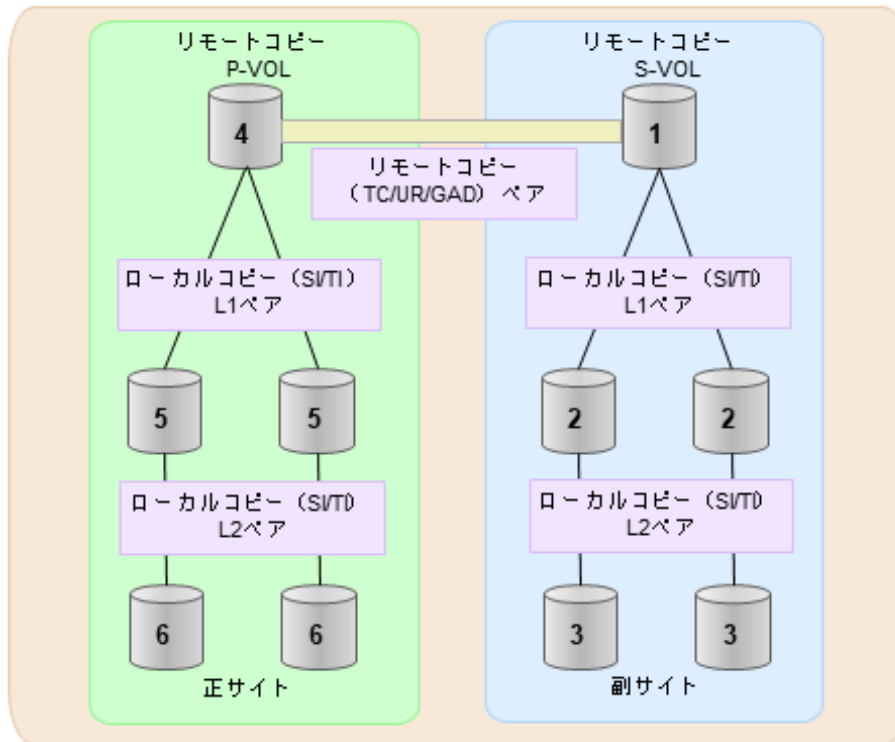 リモートコピー
P-VOL
リモートコピー
S-VOL
4
1
リモートコピー
（TC/UR/GAD）ペア
ローカルコピー（SI/TI）
L1ペア
ローカルコピー（SI/TI）
L1ペア
5
5
2
2
ローカルコピー（SI/TI）
L2ペア
ローカルコピー（SI/TI）
L2ペア
6
6
3
3
正サイト
副サイト